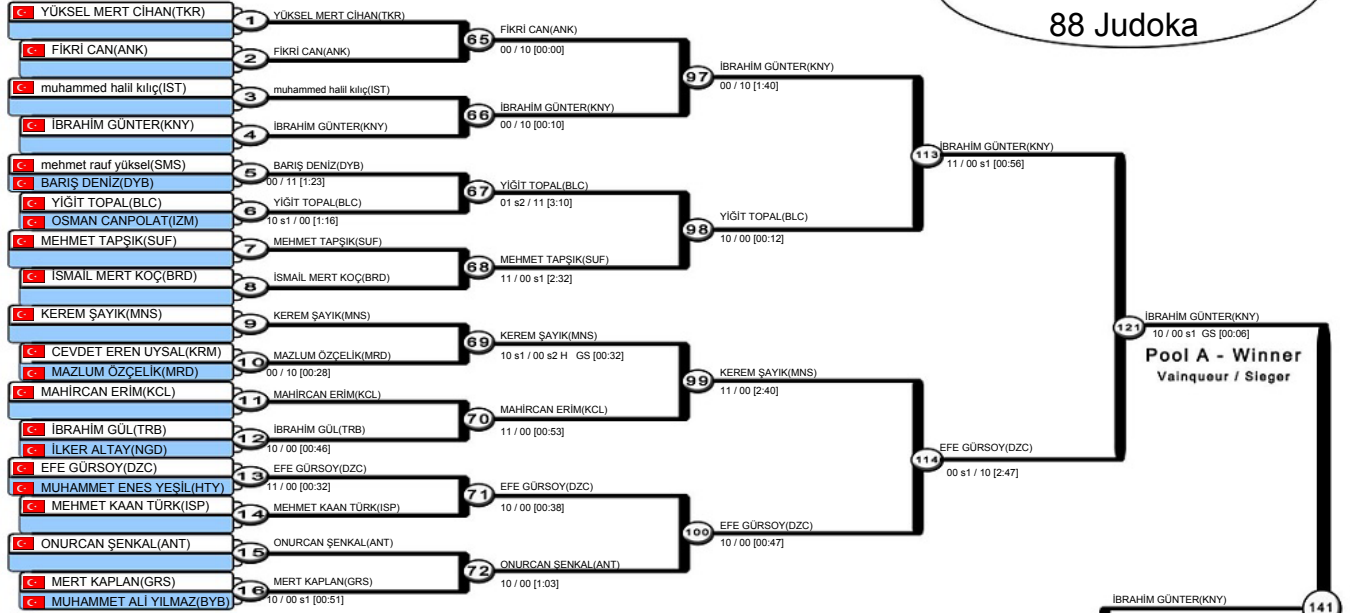 88 Judoka
YÜKSEL MERT CİHAN(TKR)
FİKRİ CAN(ANK)
muhammed halil kılıç(IST)
İBRAHİM GÜNTER(KNY)
mehmet rauf yüksel(SMS)
BARIŞ DENİZ(DYB)
YİĞİT TOPAL(BLC)
OSMAN CANPOLAT(IZM)
MEHMET TAPŞIK(SUF)
İSMAİL MERT KOÇ(BRD)
KEREM ŞAYIK(MNS)
CEVDET EREN UYSAL(KRM)
MAZLUM ÖZÇELİK(MRD)
MAHİRCAN ERİM(KCL)
İBRAHİM GÜL(TRB)
İLKER ALTAY(NGD)
EFE GÜRSOY(DZC)
MUHAMMET ENES YEŞİL(HTY)
MEHMET KAAN TÜRK(ISP)
ONURCAN ŞENKAL(ANT)
MERT KAPLAN(GRS)
MUHAMMET ALİ YILMAZ(BYB)
1 YÜKSEL MERT CİHAN(TKR)
2 FİKRİ CAN(ANK)
3 muhammed halil kılıç(IST)
4 İBRAHİM GÜNTER(KNY)
5 BARIŞ DENİZ(DYB)
00 / 11 [1:23]
6 YİĞİT TOPAL(BLC)
10 s1 / 00 [1:16]
7 MEHMET TAPŞIK(SUF)
8 İSMAİL MERT KOÇ(BRD)
9 KEREM ŞAYIK(MNS)
10 MAZLUM ÖZÇELİK(MRD)
00 / 10 [00:28]
11 MAHİRCAN ERİM(KCL)
12 İBRAHİM GÜL(TRB)
10 / 00 [00:46]
13 EFE GÜRSOY(DZC)
11 / 00 [00:32]
14 MEHMET KAAN TÜRK(ISP)
15 ONURCAN ŞENKAL(ANT)
16 MERT KAPLAN(GRS)
10 / 00 s1 [00:51]
65 FİKRİ CAN(ANK)
00 / 10 [00:00]
66 İBRAHİM GÜNTER(KNY)
00 / 10 [00:10]
67 YİĞİT TOPAL(BLC)
01 s2 / 11 [3:10]
68 MEHMET TAPŞIK(SUF)
11 / 00 s1 [2:32]
69 KEREM ŞAYIK(MNS)
10 s1 / 00 s2 H GS [00:32]
70 MAHİRCAN ERİM(KCL)
11 / 00 [00:53]
71 EFE GÜRSOY(DZC)
10 / 00 [00:38]
72 ONURCAN ŞENKAL(ANT)
10 / 00 [1:03]
97 İBRAHİM GÜNTER(KNY)
00 / 10 [1:40]
98 YİĞİT TOPAL(BLC)
10 / 00 [00:12]
99 KEREM ŞAYIK(MNS)
11 / 00 [2:40]
100 EFE GÜRSOY(DZC)
10 / 00 [00:47]
113 İBRAHİM GÜNTER(KNY)
11 / 00 s1 [00:56]
114 EFE GÜRSOY(DZC)
00 s1 / 10 [2:47]
121 İBRAHİM GÜNTER(KNY)
10 / 00 s1 GS [00:06]
Pool A - Winner
Vainqueur / Sieger
İBRAHİM GÜNTER(KNY) 141